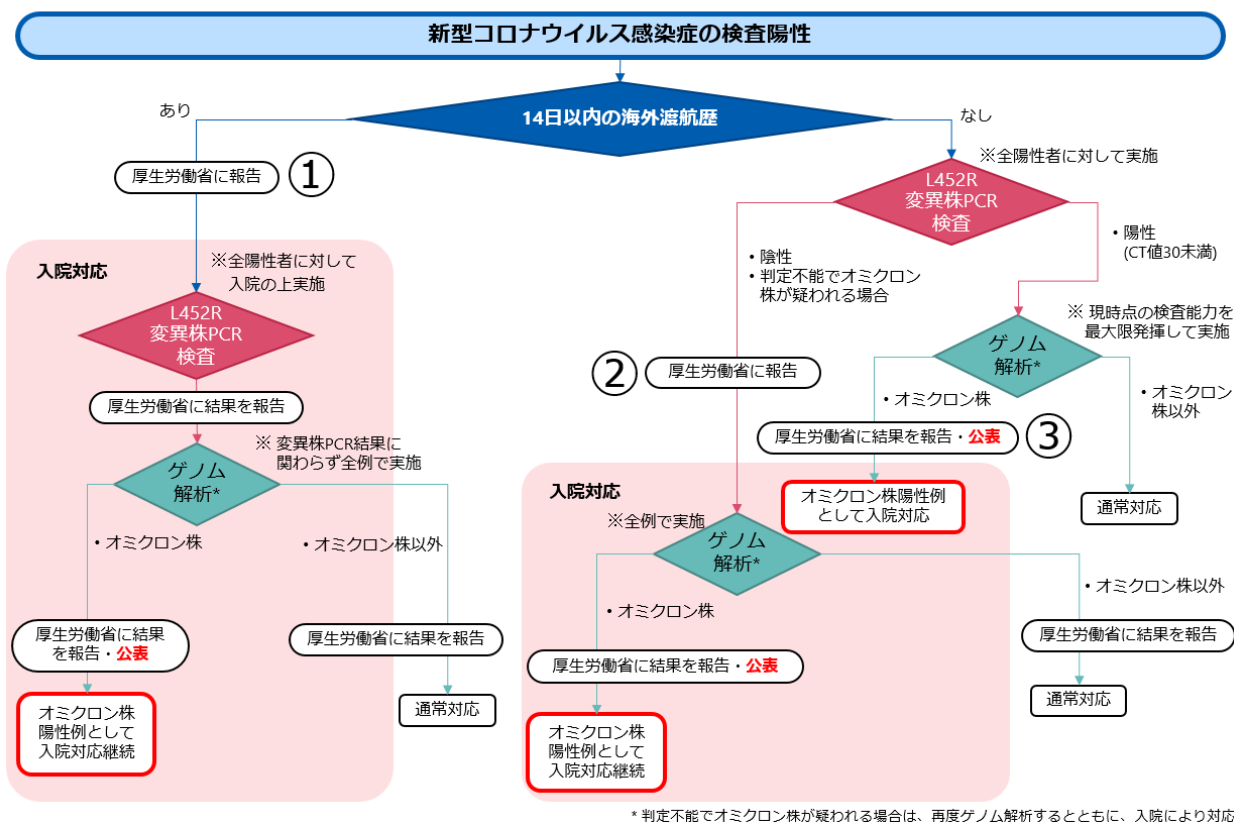 新型コロナウイルス感染症の検査陽性
14日以内の海外渡航歴
あり
なし
厚生労働省に報告
①
※全陽性者に対して実施
L452R
変異株PCR
検査
・陰性
・判定不能でオミクロン
株が疑われる場合
・陽性
(CT値30未満)
入院対応
※全陽性者に対して
入院の上実施
L452R
変異株PCR
検査
※ 現時点の検査能力を
最大限発揮して実施
ゲノム
解析*
②
厚生労働省に報告
厚生労働省に結果を報告
・オミクロン株
・オミクロン
株以外
厚生労働省に結果を報告・公表
③
※ 変異株PCR結果に
関わらず全例で実施
ゲノム
解析*
入院対応
オミクロン株陽性例
として入院対応
通常対応
※全例で実施
ゲノム
解析*
・オミクロン株
・オミクロン株以外
・オミクロン株
・オミクロン株以外
厚生労働省に結果
を報告・公表
厚生労働省に結果を報告
厚生労働省に結果を報告・公表
厚生労働省に結果を報告
オミクロン株
陽性例として
入院対応継続
通常対応
オミクロン株
陽性例として
入院対応継続
通常対応
* 判定不能でオミクロン株が疑われる場合は、再度ゲノム解析するとともに、入院により対応